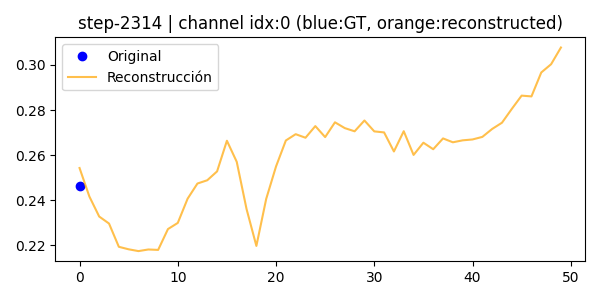 step-2314 | channel idx:0 (blue:GT, orange:reconstructed)
Original
Reconstrucción
0.30
0.28
0.26
0.24
0.22
0 10 20 30 40 50